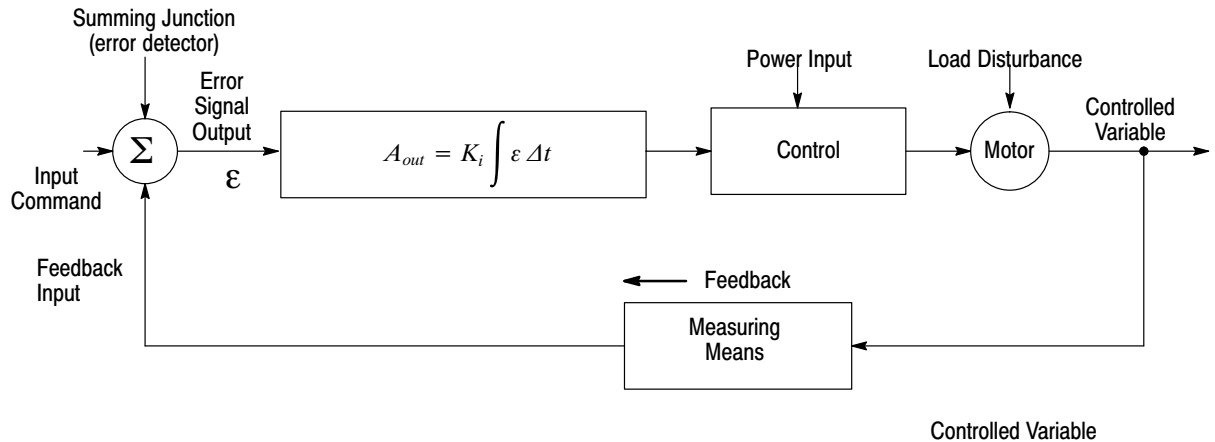 Summing Junction
(error detector)
Error
Signal
Output
Power Input
Load Disturbance
Controlled
Variable
Σ
ε
A_out = K_i ∫ ε Δt
Control
Motor
Input
Command
Feedback
Input
Feedback
Measuring
Means
Controlled Variable